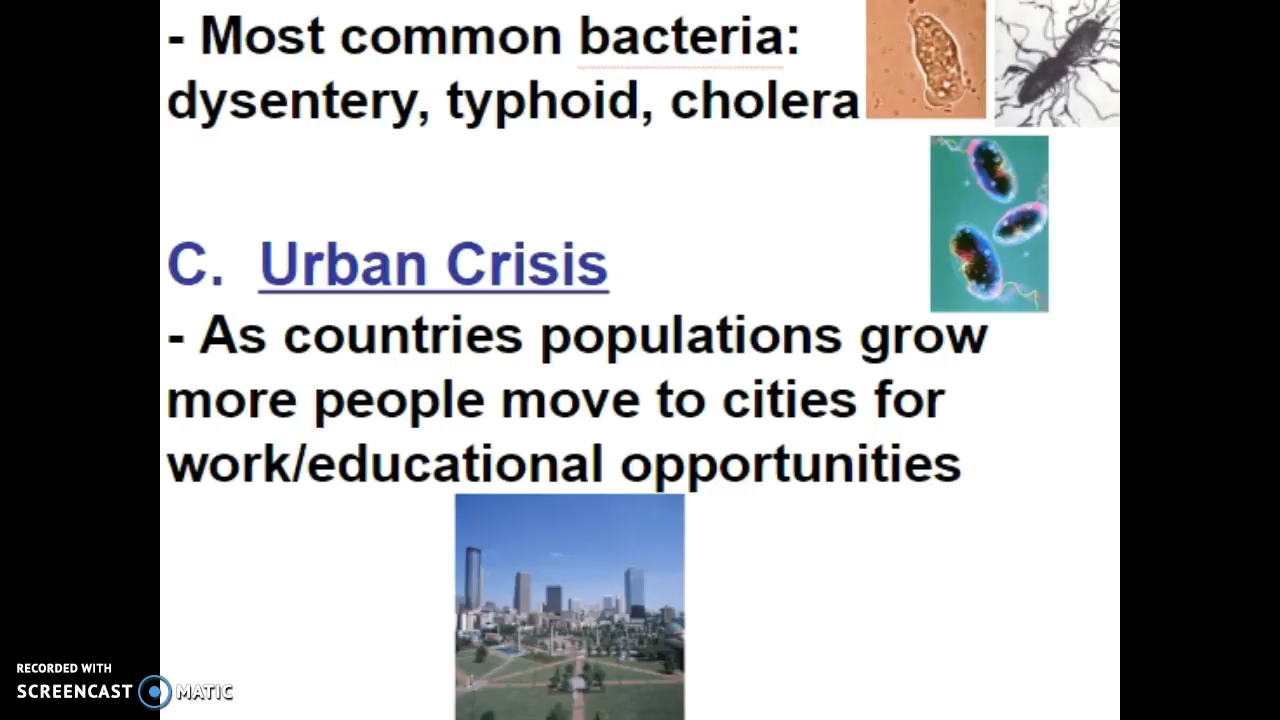 - Most common bacteria:
dysentery, typhoid, cholera
C. Urban Crisis
- As countries populations grow
more people move to cities for
work/educational opportunities
RECORDED WITH
SCREENCAST MATIC